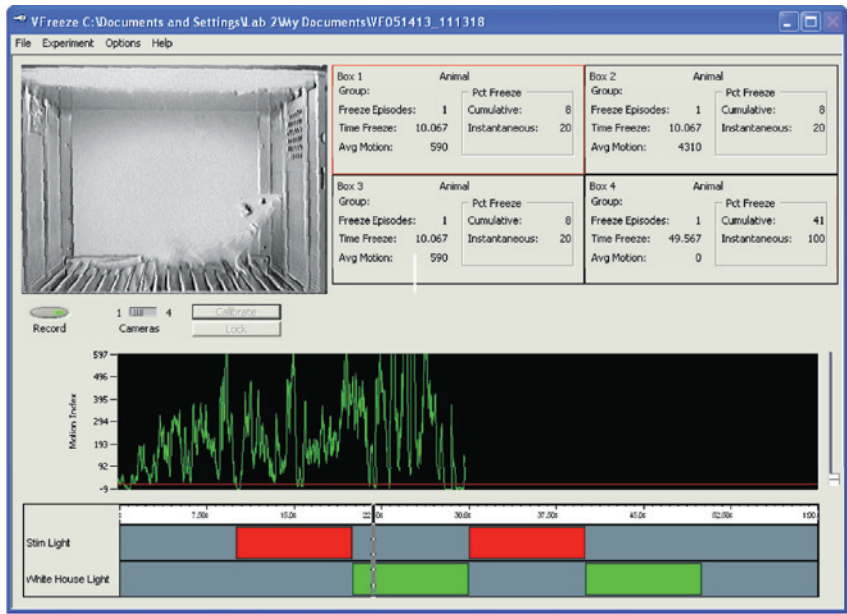 VFreeze C:\Documents and Settings\Lab 2\My Documents\VF051413_111318
File Experiment Options Help
Box 1 Animal
Group: Pct Freeze
Freeze Episodes: 1 Cumulative: 8
Time Freeze: 10.067 Instantaneous: 20
Avg Motion: 590
Box 2 Animal
Group: Pct Freeze
Freeze Episodes: 1 Cumulative: 8
Time Freeze: 10.067 Instantaneous: 20
Avg Motion: 4310
Box 3 Animal
Group: Pct Freeze
Freeze Episodes: 1 Cumulative: 8
Time Freeze: 10.067 Instantaneous: 20
Avg Motion: 590
Box 4 Animal
Group: Pct Freeze
Freeze Episodes: 1 Cumulative: 41
Time Freeze: 49.567 Instantaneous: 100
Avg Motion: 0
1 4 Calibrate
Record Cameras Lock
Motion Index
597
496
395
294
193
92
-9
7.50s 15.0s 30.0s 37.50s 45.0s 52.50s
Stim Light
White House Light